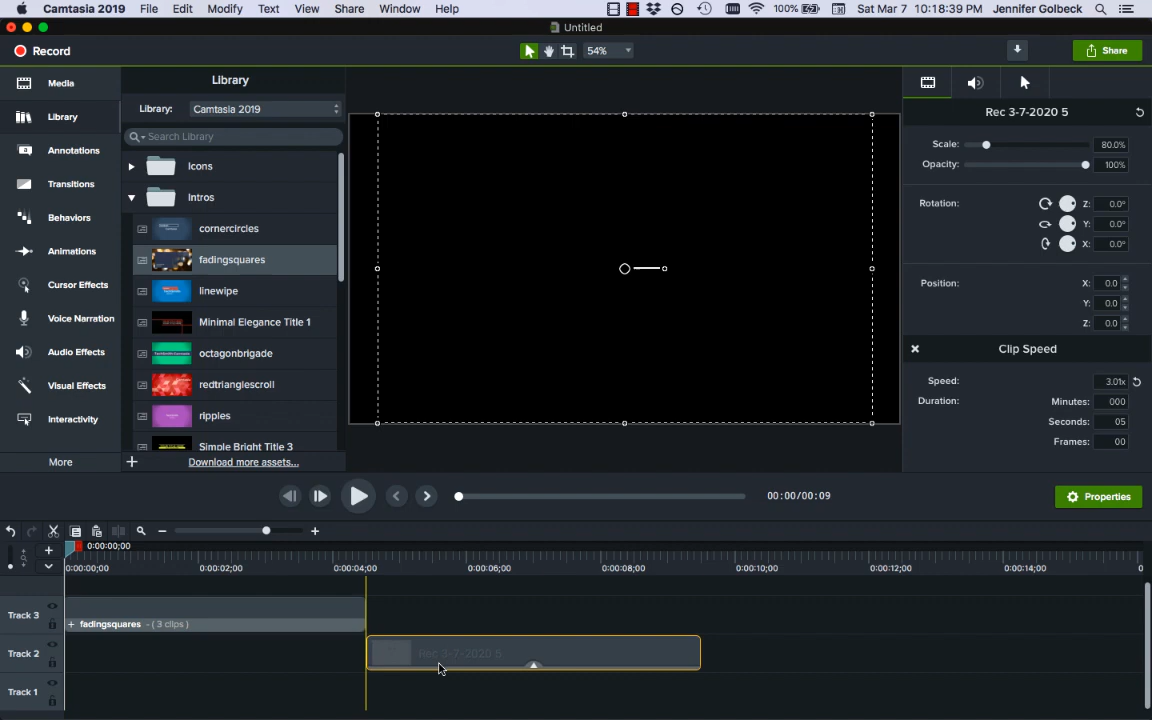 Camtasia 2019 File Edit Modify Text View Share Window Help 100% Sat Mar 7 10:18:39 PM Jennifer Golbeck
Untitled
Record 54% Share
Media
Library
Annotations
Transitions
Behaviors
Animations
Cursor Effects
Voice Narration
Audio Effects
Visual Effects
Interactivity
More
Library
Library: Camtasia 2019
Search Library
Icons
Intros
cornercircles
fadingsquares
linewipe
Minimal Elegance Title 1
octagonbrigade
redtrianglescroll
ripples
Simple Bright Title 3
Download more assets...
Rec 3-7-2020 5
Scale: 80.0%
Opacity: 100%
Rotation: Z: 0.0°
Y: 0.0°
X: 0.0°
Position: X: 0.0
Y: 0.0
Z: 0.0
Clip Speed
Speed: 3.01x
Duration: Minutes: 000
Seconds: 05
Frames: 00
00:00/00:09
Properties
0:00:00;00
0:00:00;00 0:00:02;00 0:00:04;00 0:00:06;00 0:00:08;00 0:00:10;00 0:00:12;00 0:00:14;00 0
Track 3
+ fadingsquares - ( 3 clips )
Track 2 Rec 3-7-2020 5
Track 1